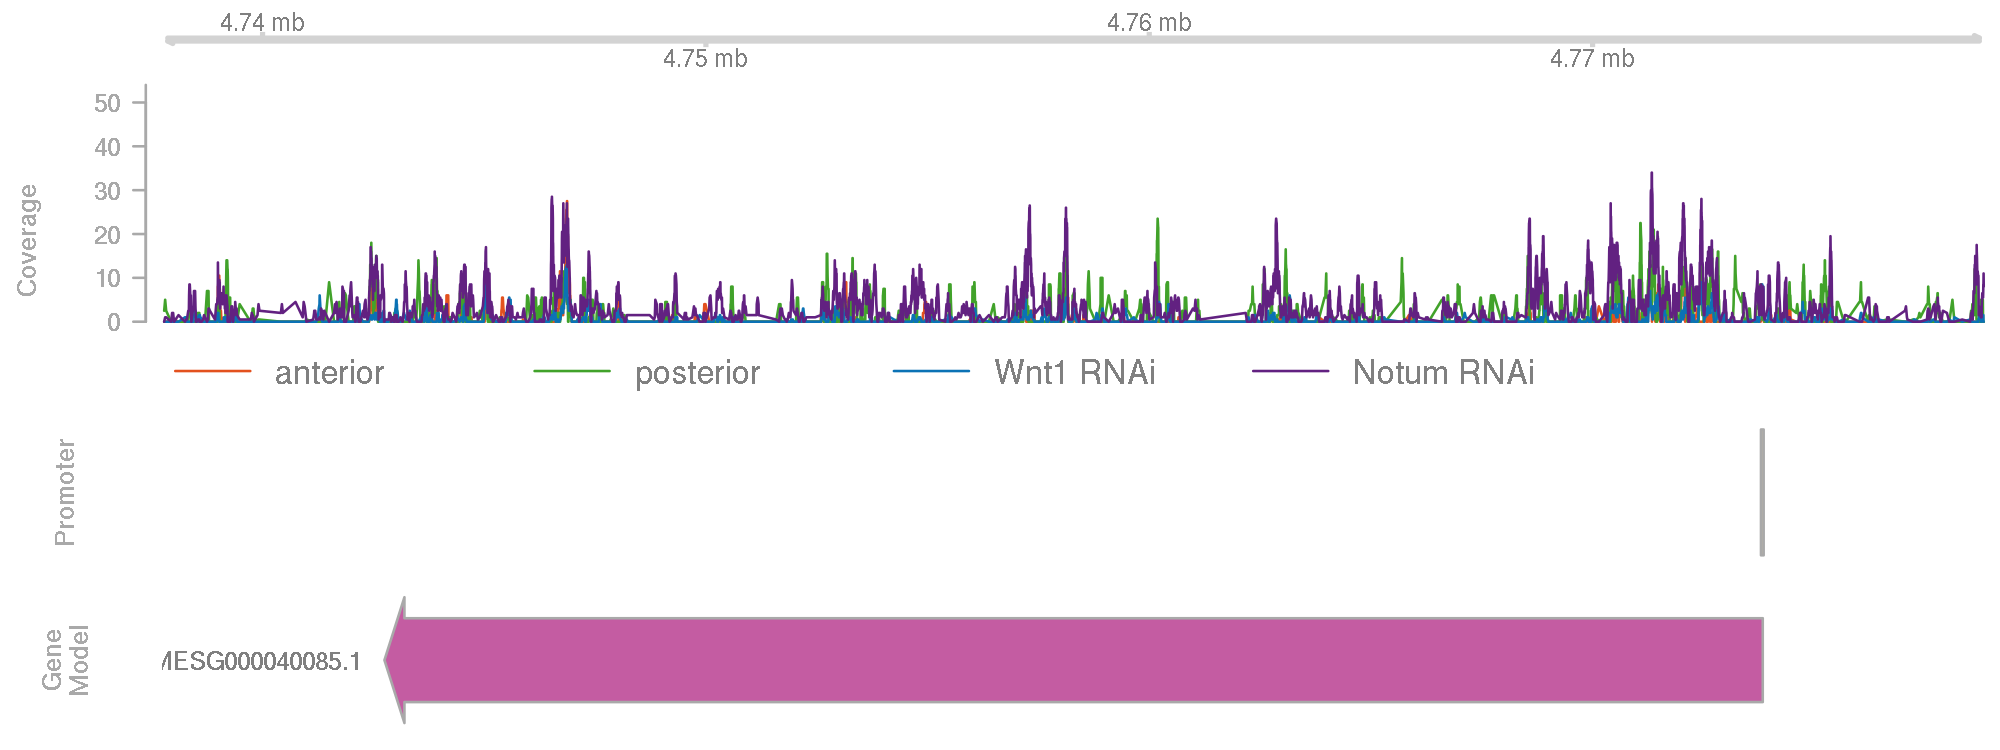 4.74 mb 4.76 mb
4.75 mb 4.77 mb
Coverage
50
40
30
20
10
0
anterior posterior Wnt1 RNAi Notum RNAi
Promoter
Gene
Model
MESG000040085.1